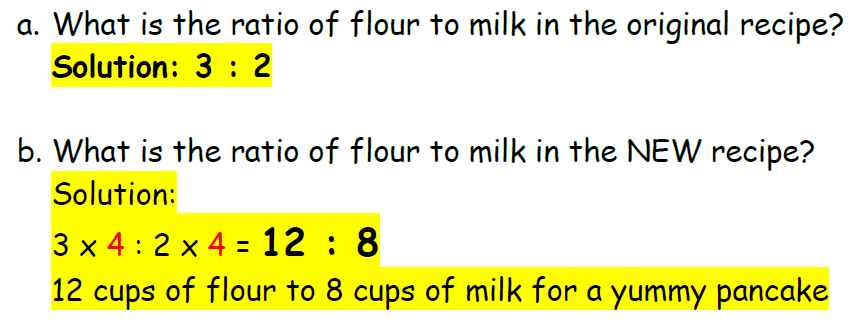 a. What is the ratio of flour to milk in the original recipe?
Solution: 3 : 2
b. What is the ratio of flour to milk in the NEW recipe?
Solution:
3 x 4 : 2 x 4 = 12 : 8
12 cups of flour to 8 cups of milk for a yummy pancake